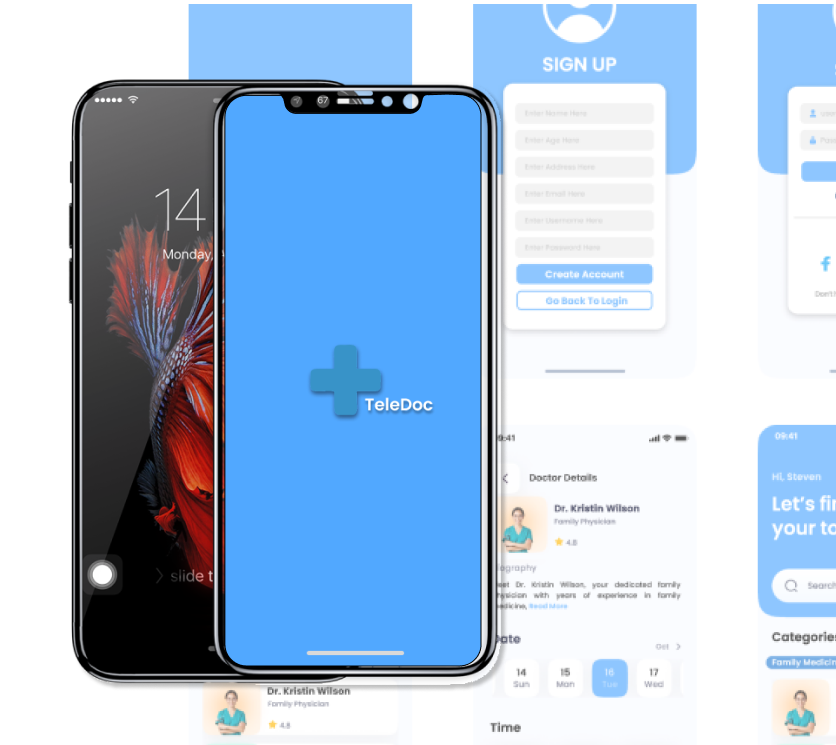 SIGN UP
Enter Name Here
Enter Age Here
Enter Address Here
Enter Email Here
Enter Username Here
Enter Password Here
Create Account
Go Back To Login
14
Monday,
67
TeleDoc
slide t
9:41
Doctor Details
Dr. Kristin Wilson
Family Physician
4.8
ography
eet Dr. Kristin Wilson, your dedicated family
hysician with years of experience in family
edicine, Read More
Date
Oct
14 15 16 17
Sun Mon Tue Wed
Time
09:41
Hi, Steven
Let's fi
your to
Search
Categories
Family Medicin
Dr. Kristin Wilson
Family Physician
4.8